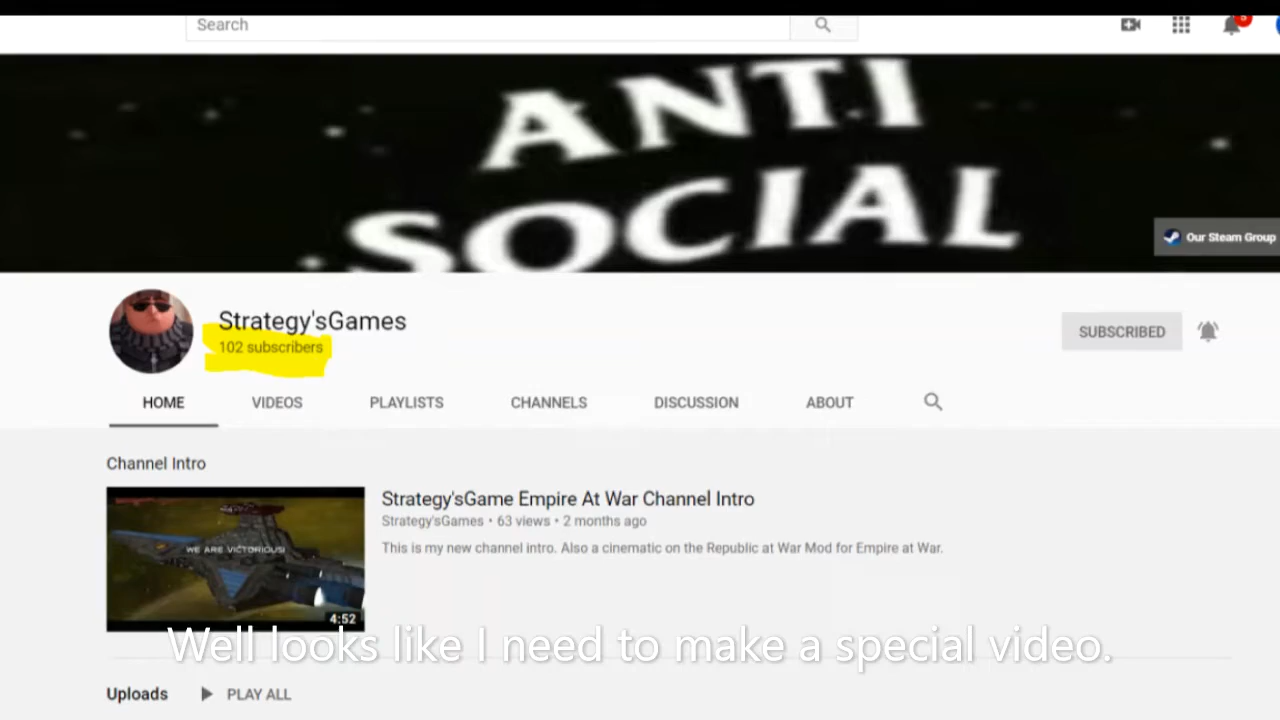 Search
5
ANTI
SOCIAL
Our Steam Group
Strategy'sGames
102 subscribers
SUBSCRIBED
HOME
VIDEOS
PLAYLISTS
CHANNELS
DISCUSSION
ABOUT
Channel Intro
Strategy'sGame Empire At War Channel Intro
Strategy'sGames • 63 views • 2 months ago
This is my new channel intro. Also a cinematic on the Republic at War Mod for Empire at War.
WE ARE VICTORIOUS!
4:52
Well looks like I need to make a special video.
Uploads
PLAY ALL